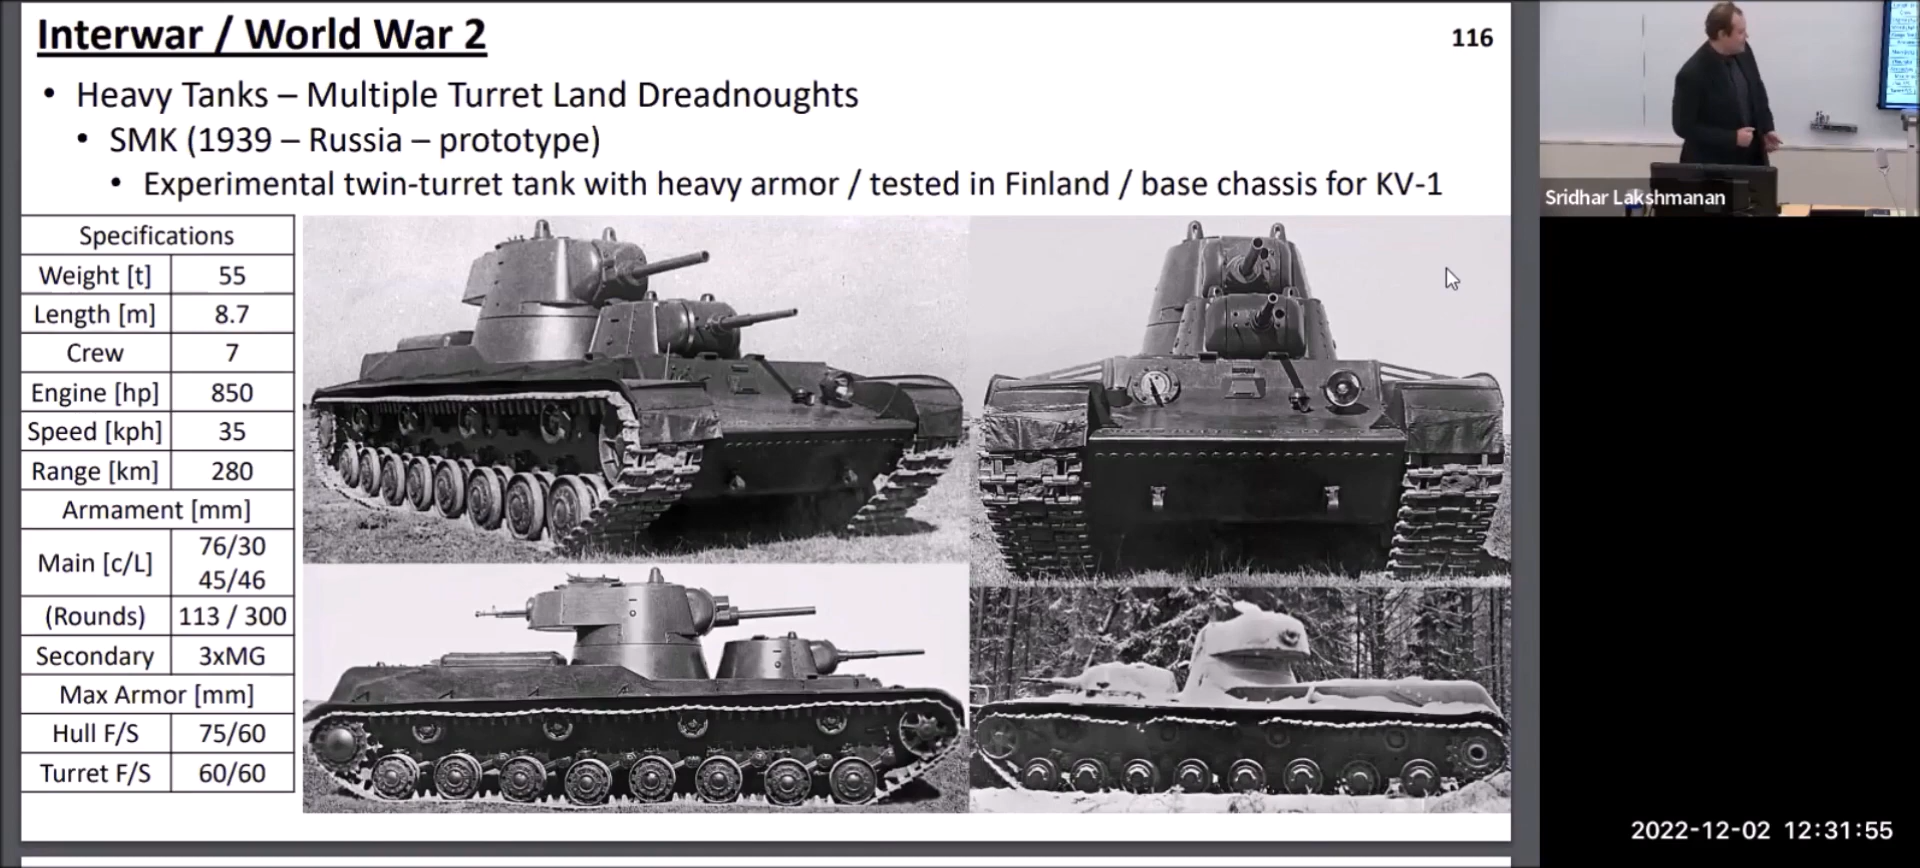 Interwar / World War 2
116
• Heavy Tanks – Multiple Turret Land Dreadnoughts
• SMK (1939 – Russia – prototype)
• Experimental twin-turret tank with heavy armor / tested in Finland / base chassis for KV-1
Specifications
Weight [t] 55
Length [m] 8.7
Crew 7
Engine [hp] 850
Speed [kph] 35
Range [km] 280
Armament [mm]
Main [c/L] 76/30
45/46
(Rounds) 113 / 300
Secondary 3xMG
Max Armor [mm]
Hull F/S 75/60
Turret F/S 60/60
Sridhar Lakshmanan
2022-12-02 12:31:55